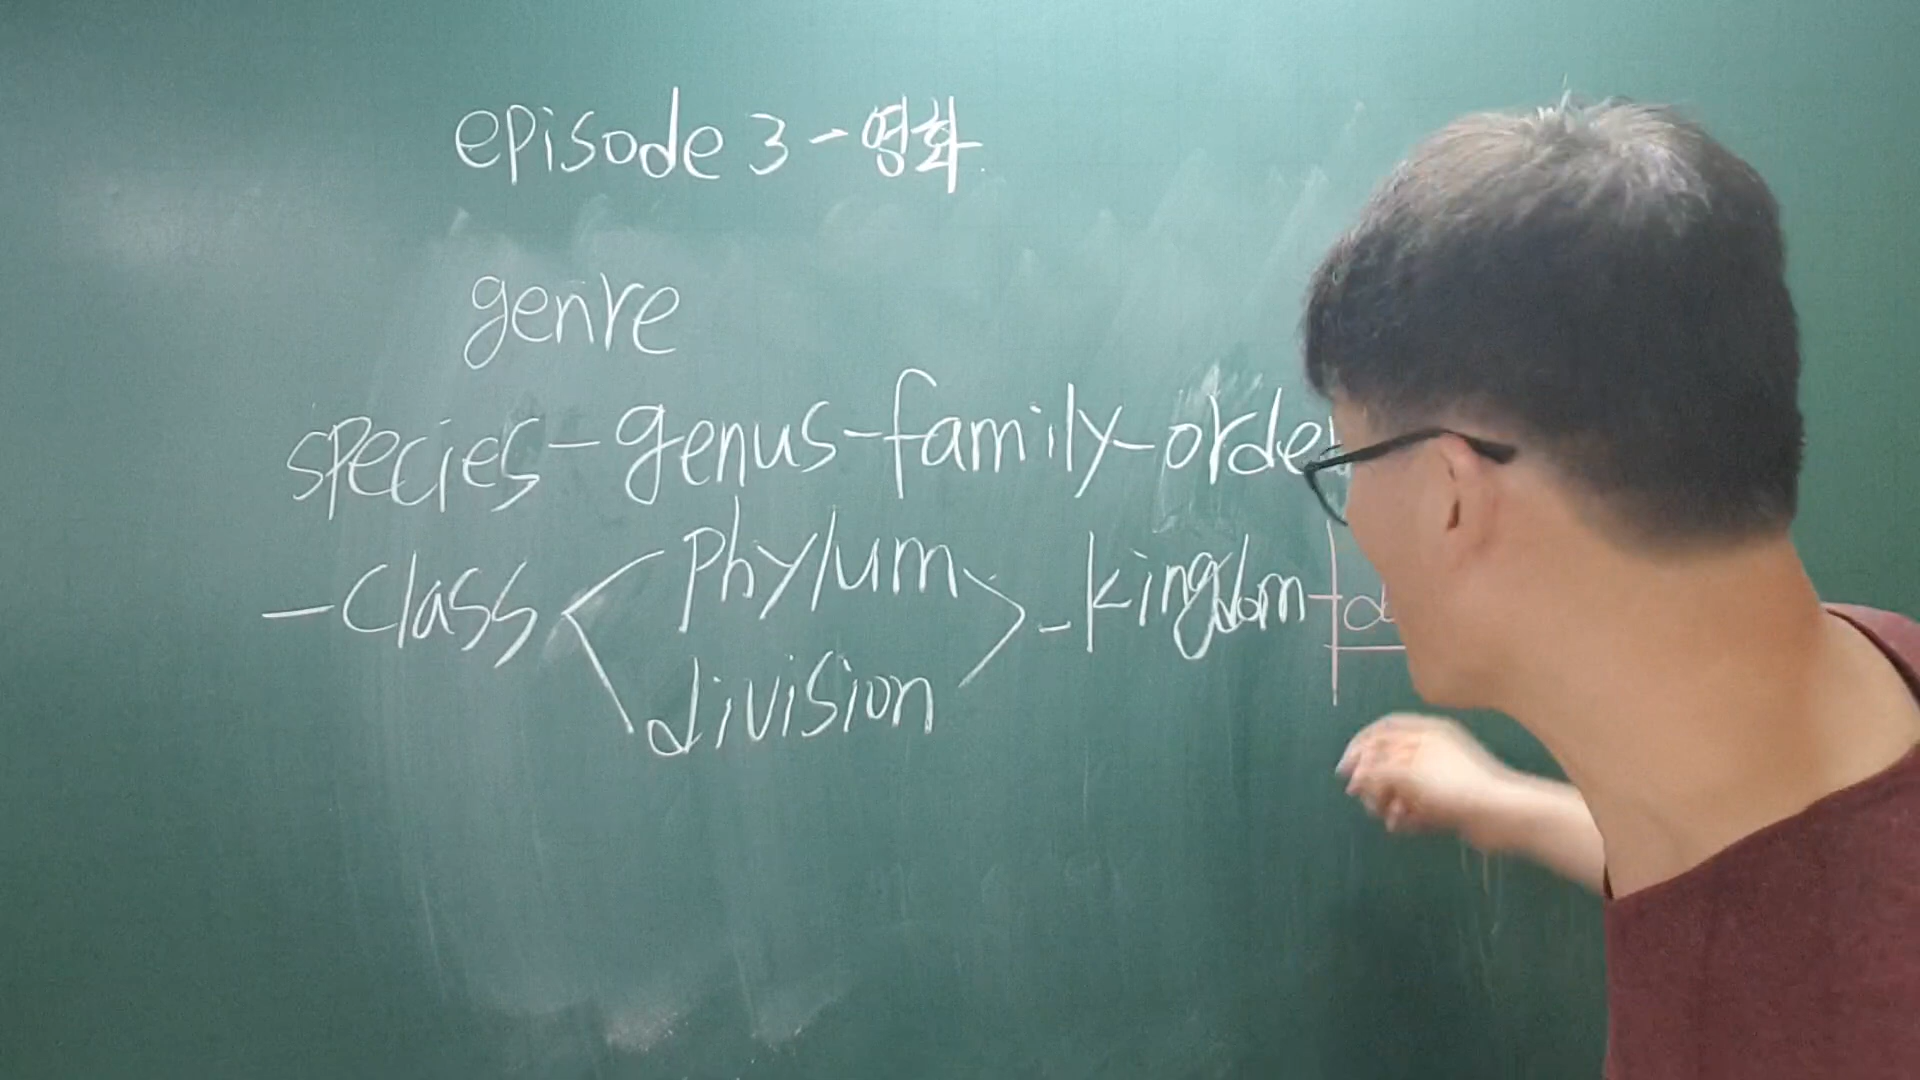 episode 3 - 영화
genre
species - genus - family - order
- class < phylum > - kingdom
division